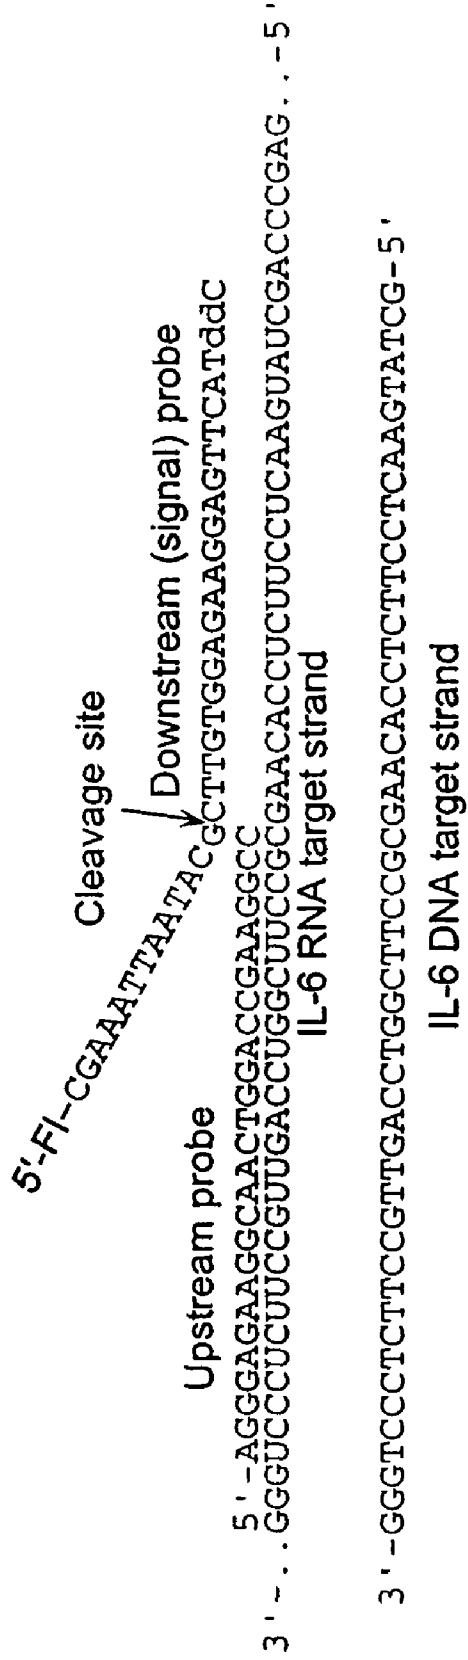 Cleavage site
5'-Fl-CGAAATTAATAC
Downstream (signal) probe
GCTTGTGGAGAAGGAGTTCATddC
Upstream probe
5'-AGGGAGAAGGCAACTGGACCGAAGGCC
3'-..GGGUCCCUCUUCCGUUGACCUGGCUUCCGCGAACACCUCUUCCUCAAGUAUCGACCCGAG..-5'
IL-6 RNA target strand
3'-GGGTCCCTCTTCCGTTGACCTGGCTTCCGCGAACACCTCTTCCTCAAGTATCG-5'
IL-6 DNA target strand